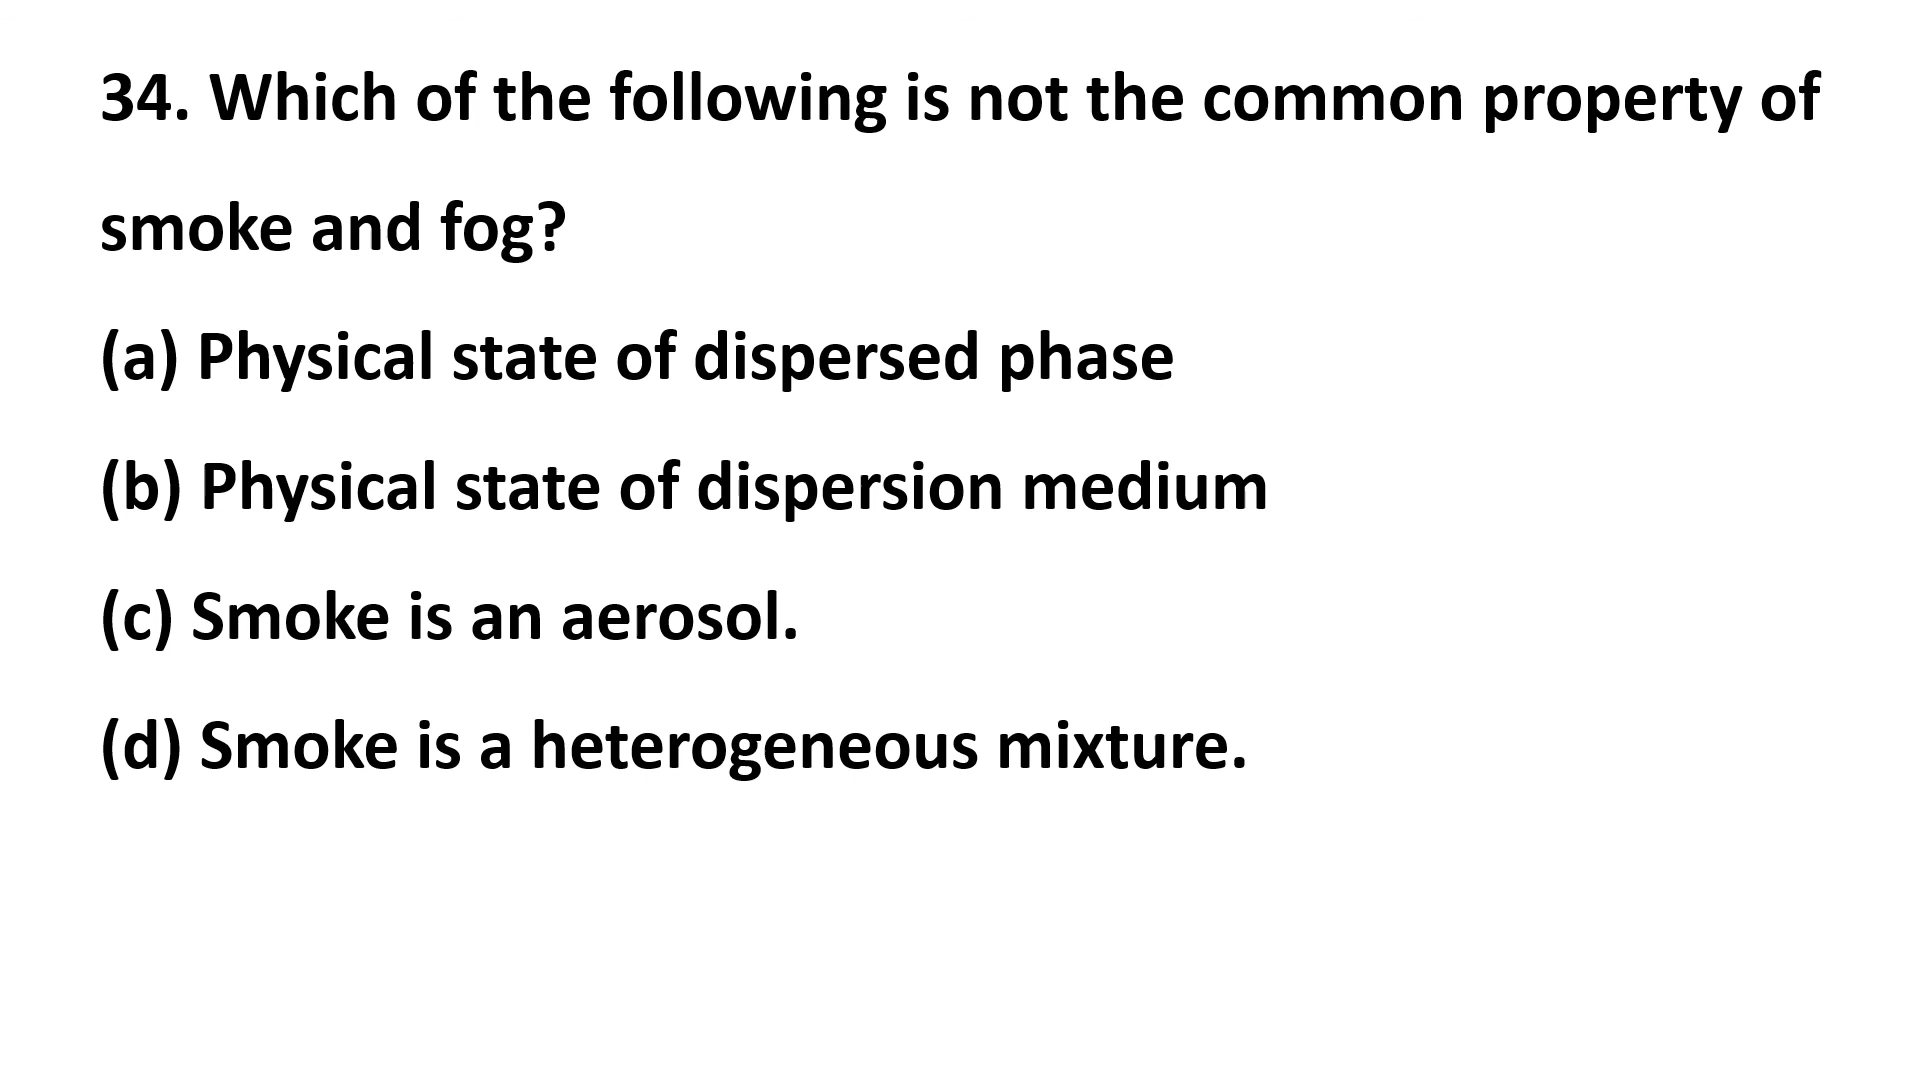 34. Which of the following is not the common property of
smoke and fog?
(a) Physical state of dispersed phase
(b) Physical state of dispersion medium
(c) Smoke is an aerosol.
(d) Smoke is a heterogeneous mixture.